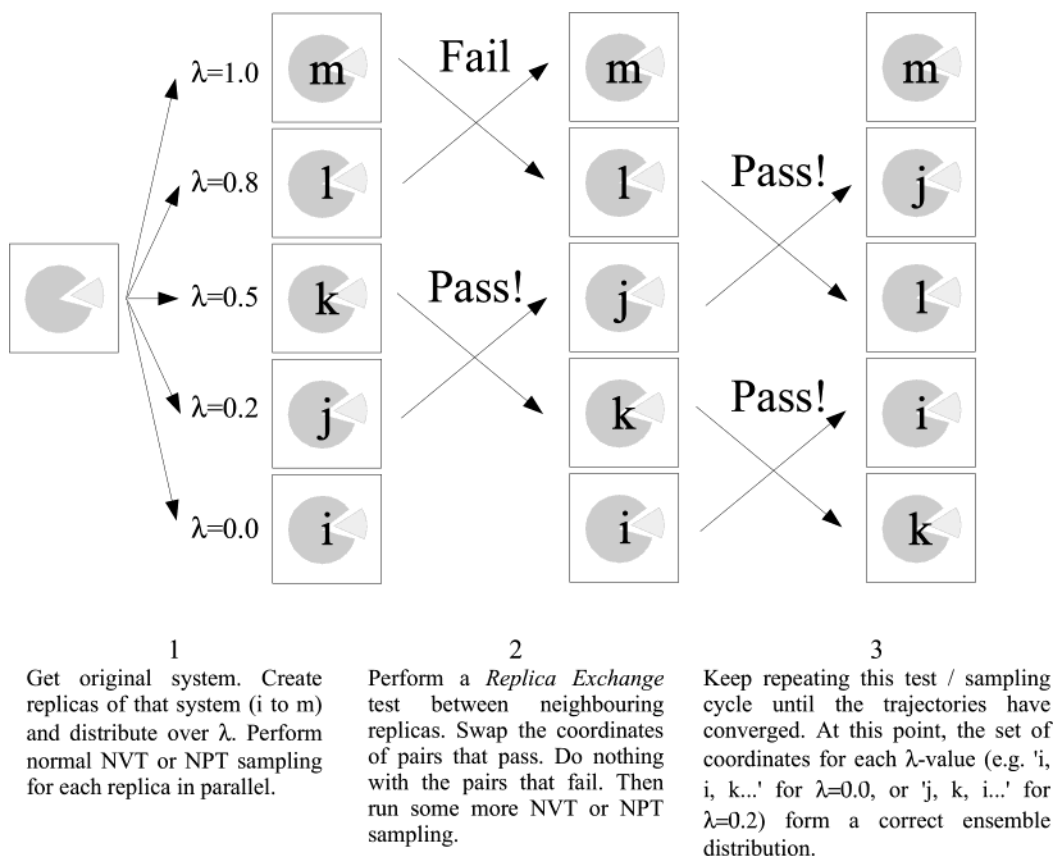 m
Fail
m
m
λ=1.0
l
l
j
λ=0.8
Pass!
k
j
l
λ=0.5
Pass!
j
k
i
λ=0.2
Pass!
i
i
k
λ=0.0
1
Get original system. Create
replicas of that system (i to m)
and distribute over λ. Perform
normal NVT or NPT sampling
for each replica in parallel.
2
Perform a Replica Exchange
test between neighbouring
replicas. Swap the coordinates
of pairs that pass. Do nothing
with the pairs that fail. Then
run some more NVT or NPT
sampling.
3
Keep repeating this test / sampling
cycle until the trajectories have
converged. At this point, the set of
coordinates for each λ-value (e.g. 'i,
i, k...' for λ=0.0, or 'j, k, i...' for
λ=0.2) form a correct ensemble
distribution.